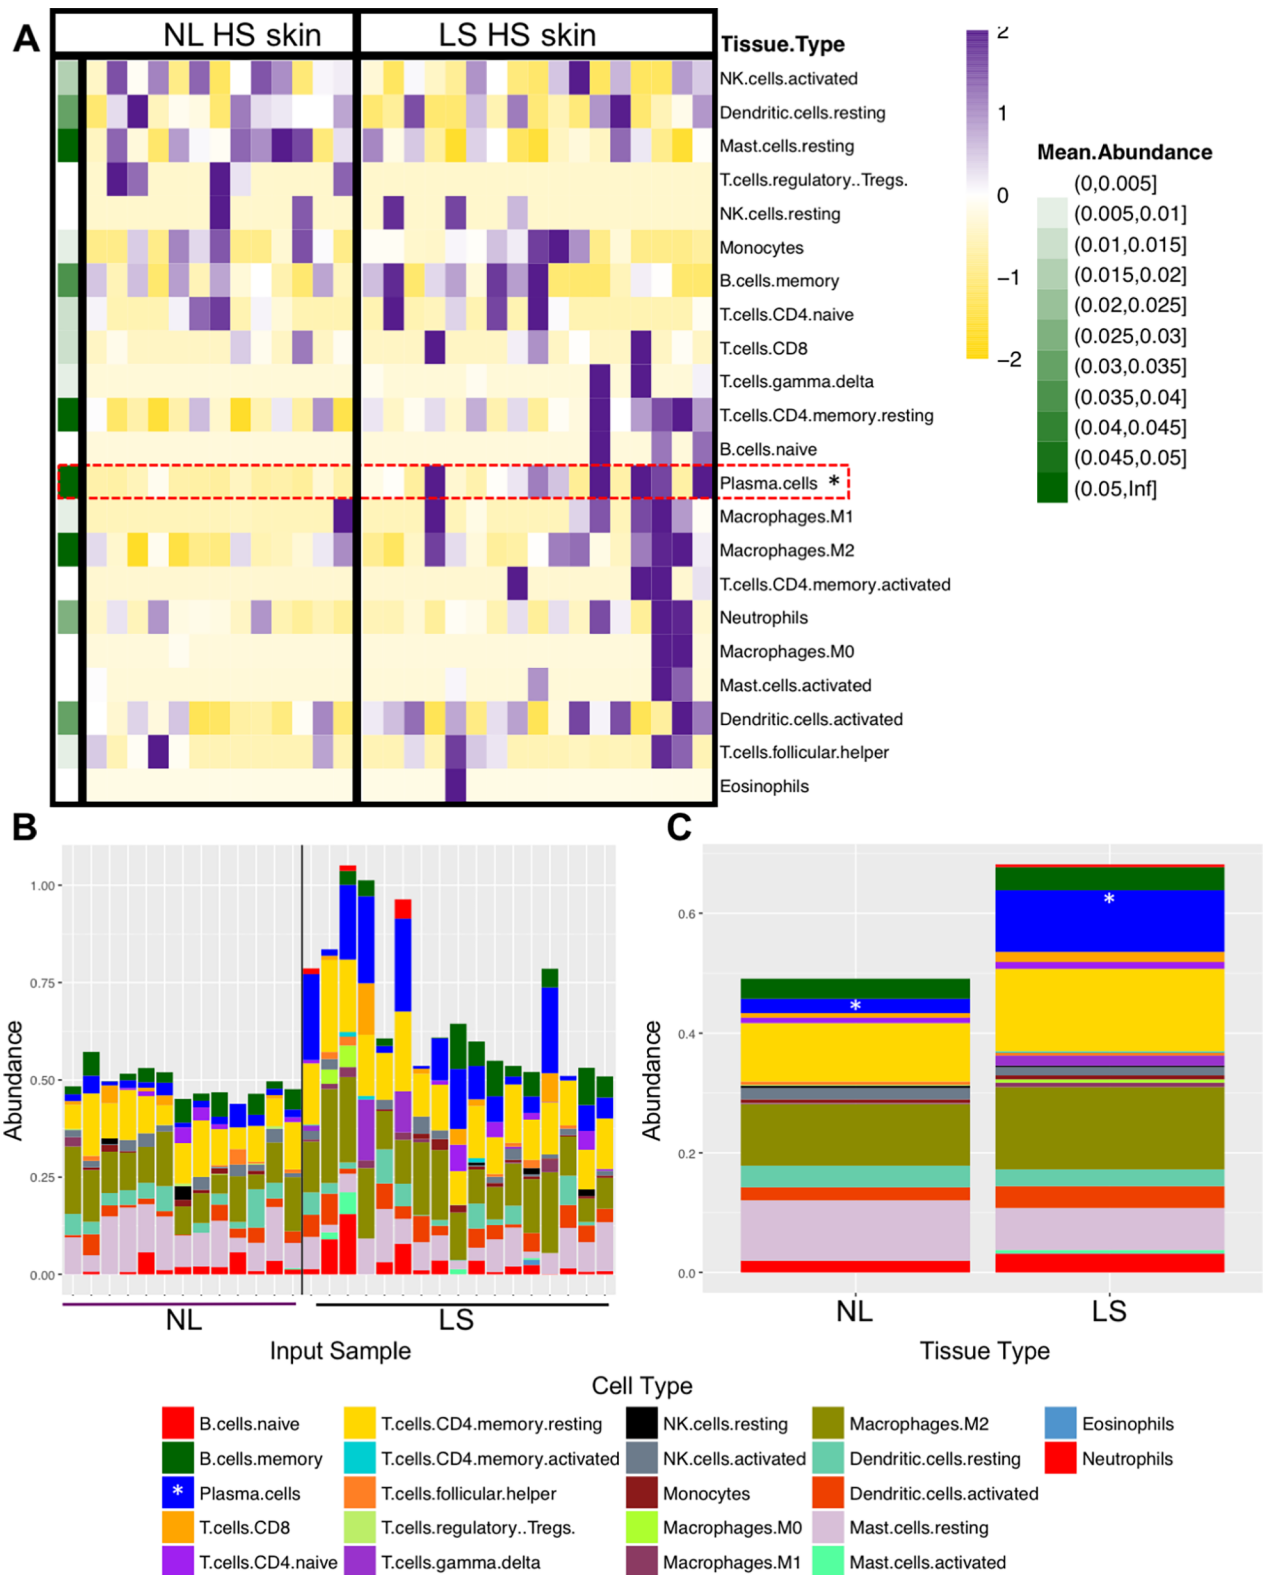 A
NL HS skin
LS HS skin
Tissue.Type
NK.cells.activated
Dendritic.cells.resting
Mast.cells.resting
T.cells.regulatory..Tregs.
NK.cells.resting
Monocytes
B.cells.memory
T.cells.CD4.naive
T.cells.CD8
T.cells.gamma.delta
T.cells.CD4.memory.resting
B.cells.naive
Plasma.cells *
Macrophages.M1
Macrophages.M2
T.cells.CD4.memory.activated
Neutrophils
Macrophages.M0
Mast.cells.activated
Dendritic.cells.activated
T.cells.follicular.helper
Eosinophils
2
1
0
−1
−2
Mean.Abundance
(0,0.005]
(0.005,0.01]
(0.01,0.015]
(0.015,0.02]
(0.02,0.025]
(0.025,0.03]
(0.03,0.035]
(0.035,0.04]
(0.04,0.045]
(0.045,0.05]
(0.05,Inf]
B
Abundance
1.00
0.75
0.50
0.25
0.00
NL
LS
Input Sample
C
Abundance
0.6
0.4
0.2
0.0
*
*
NL
LS
Tissue Type
Cell Type
B.cells.naive
B.cells.memory
* Plasma.cells
T.cells.CD8
T.cells.CD4.naive
T.cells.CD4.memory.resting
T.cells.CD4.memory.activated
T.cells.follicular.helper
T.cells.regulatory..Tregs.
T.cells.gamma.delta
NK.cells.resting
NK.cells.activated
Monocytes
Macrophages.M0
Macrophages.M1
Macrophages.M2
Dendritic.cells.resting
Dendritic.cells.activated
Mast.cells.resting
Mast.cells.activated
Eosinophils
Neutrophils